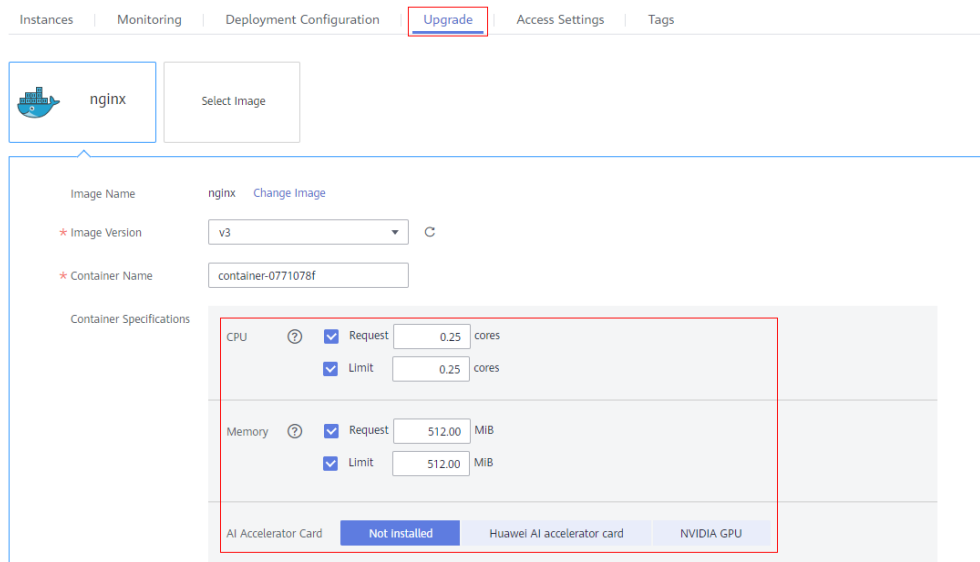 Instances Monitoring Deployment Configuration Upgrade Access Settings Tags
nginx Select Image
Image Name nginx Change Image
* Image Version v3
* Container Name container-0771078f
Container Specifications
CPU ? Request 0.25 cores
Limit 0.25 cores
Memory ? Request 512.00 MiB
Limit 512.00 MiB
AI Accelerator Card Not installed Huawei AI accelerator card NVIDIA GPU